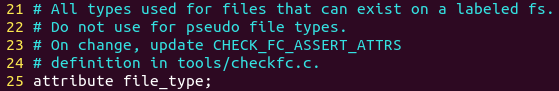 21 # All types used for files that can exist on a labeled fs.
22 # Do not use for pseudo file types.
23 # On change, update CHECK_FC_ASSERT_ATTRS
24 # definition in tools/checkfc.c.
25 attribute file_type;